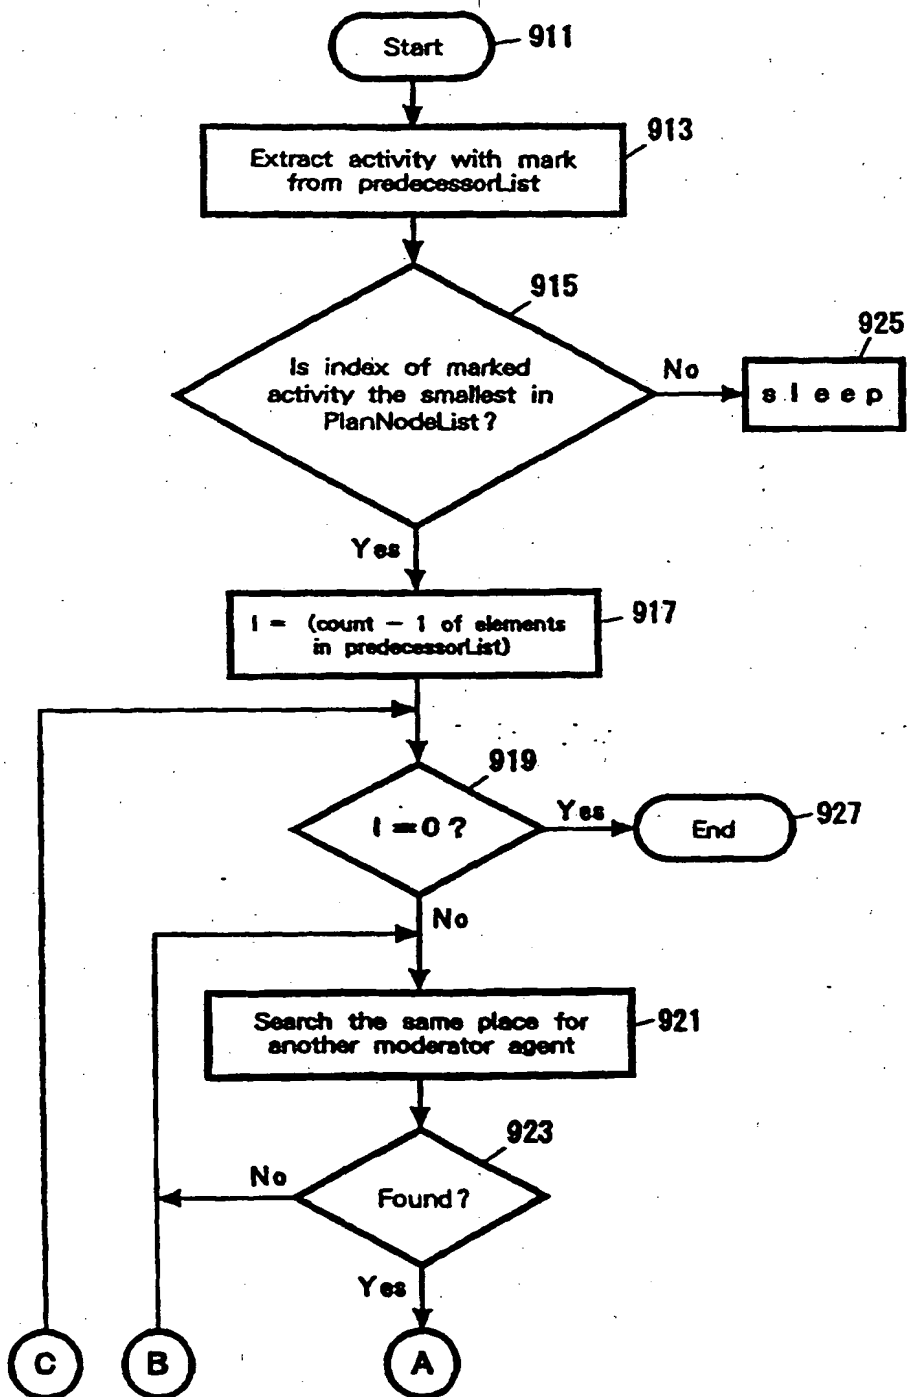 Start
911
Extract activity with mark
from predecessorList
913
915
Is index of marked
activity the smallest in
PlanNodeList?
No
925
sleep
Yes
I = (count - 1 of elements
in predecessorList)
917
919
I=0?
Yes
End
927
No
Search the same place for
another moderator agent
921
923
Found?
No
Yes
C
B
A